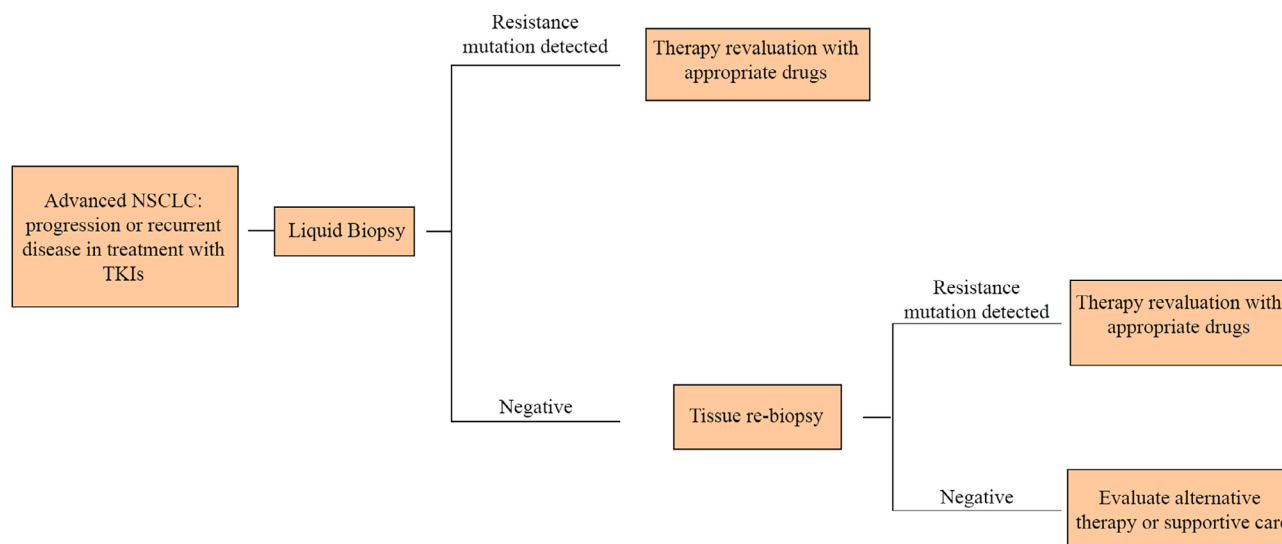 Resistance
mutation detected
Therapy revaluation with
appropriate drugs
Advanced NSCLC:
progression or recurrent
disease in treatment with
TKIs
Liquid Biopsy
Negative
Tissue re-biopsy
Resistance
mutation detected
Therapy revaluation with
appropriate drugs
Negative
Evaluate alternative
therapy or supportive care